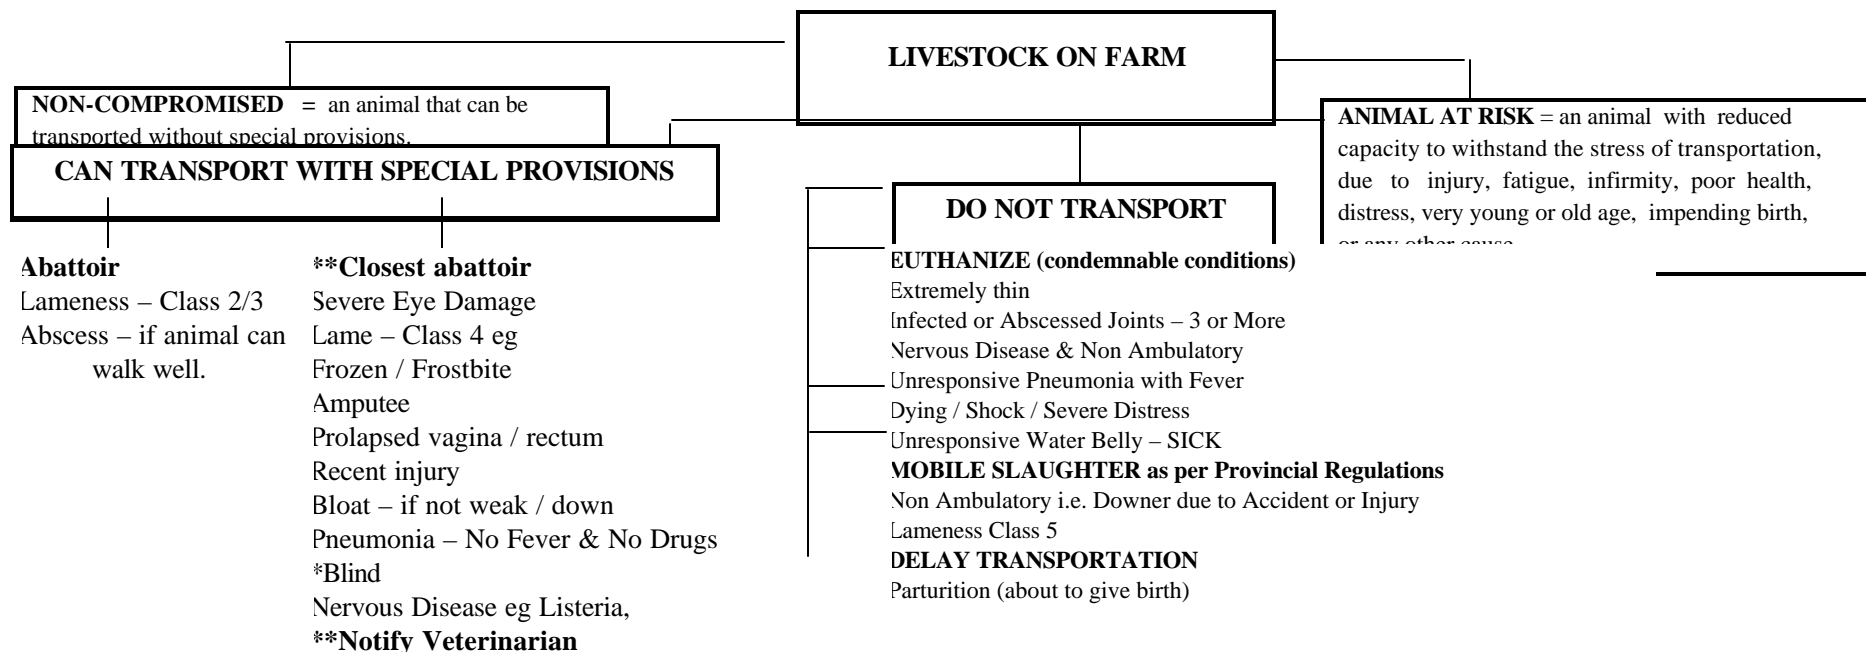 LIVESTOCK ON FARM
NON-COMPROMISED = an animal that can be
transported without special provisions.
ANIMAL AT RISK = an animal with reduced
capacity to withstand the stress of transportation,
due to injury, fatigue, infirmity, poor health,
distress, very young or old age, impending birth,
or any other cause
CAN TRANSPORT WITH SPECIAL PROVISIONS
Abattoir
Lameness – Class 2/3
Abscess – if animal can
walk well.
**Closest abattoir
Severe Eye Damage
Lame – Class 4 eg
Frozen / Frostbite
Amputee
Prolapsed vagina / rectum
Recent injury
Bloat – if not weak / down
Pneumonia – No Fever & No Drugs
*Blind
Nervous Disease eg Listeria,
**Notify Veterinarian
DO NOT TRANSPORT
EUTHANIZE (condemnable conditions)
Extremely thin
Infected or Abscessed Joints – 3 or More
Nervous Disease & Non Ambulatory
Unresponsive Pneumonia with Fever
Dying / Shock / Severe Distress
Unresponsive Water Belly – SICK
MOBILE SLAUGHTER as per Provincial Regulations
Non Ambulatory i.e. Downer due to Accident or Injury
Lameness Class 5
DELAY TRANSPORTATION
Parturition (about to give birth)